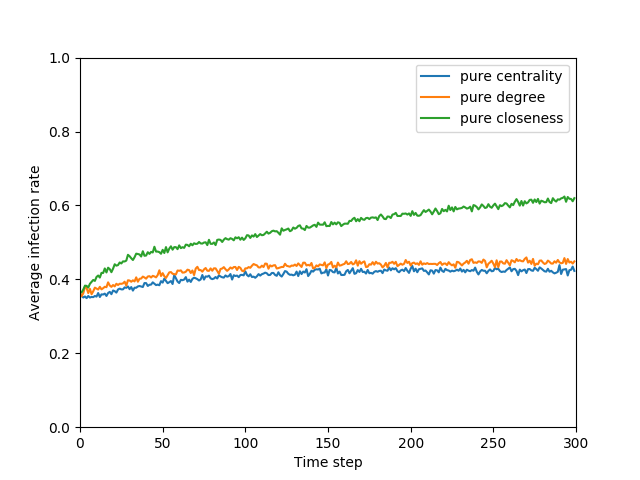 pure centrality
pure degree
pure closeness
1.0
0.8
0.6
0.4
0.2
0.0
Average infection rate
0 50 100 150 200 250 300
Time step